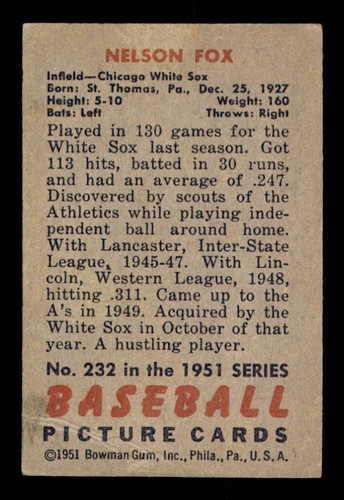 NELSON FOX
Infield—Chicago White Sox
Born: St. Thomas, Pa., Dec. 25, 1927
Height: 5-10 Weight: 160
Bats: Left Throws: Right
Played in 130 games for the
White Sox last season. Got
113 hits, batted in 30 runs,
and had an average of .247.
Discovered by scouts of the
Athletics while playing inde-
pendent ball around home.
With Lancaster, Inter-State
League, 1945-47. With Lin-
coln, Western League, 1948,
hitting .311. Came up to the
A's in 1949. Acquired by the
White Sox in October of that
year. A hustling player.
No. 232 in the 1951 SERIES
BASEBALL
PICTURE CARDS
©1951 Bowman Gum, Inc., Phila., Pa., U. S. A.